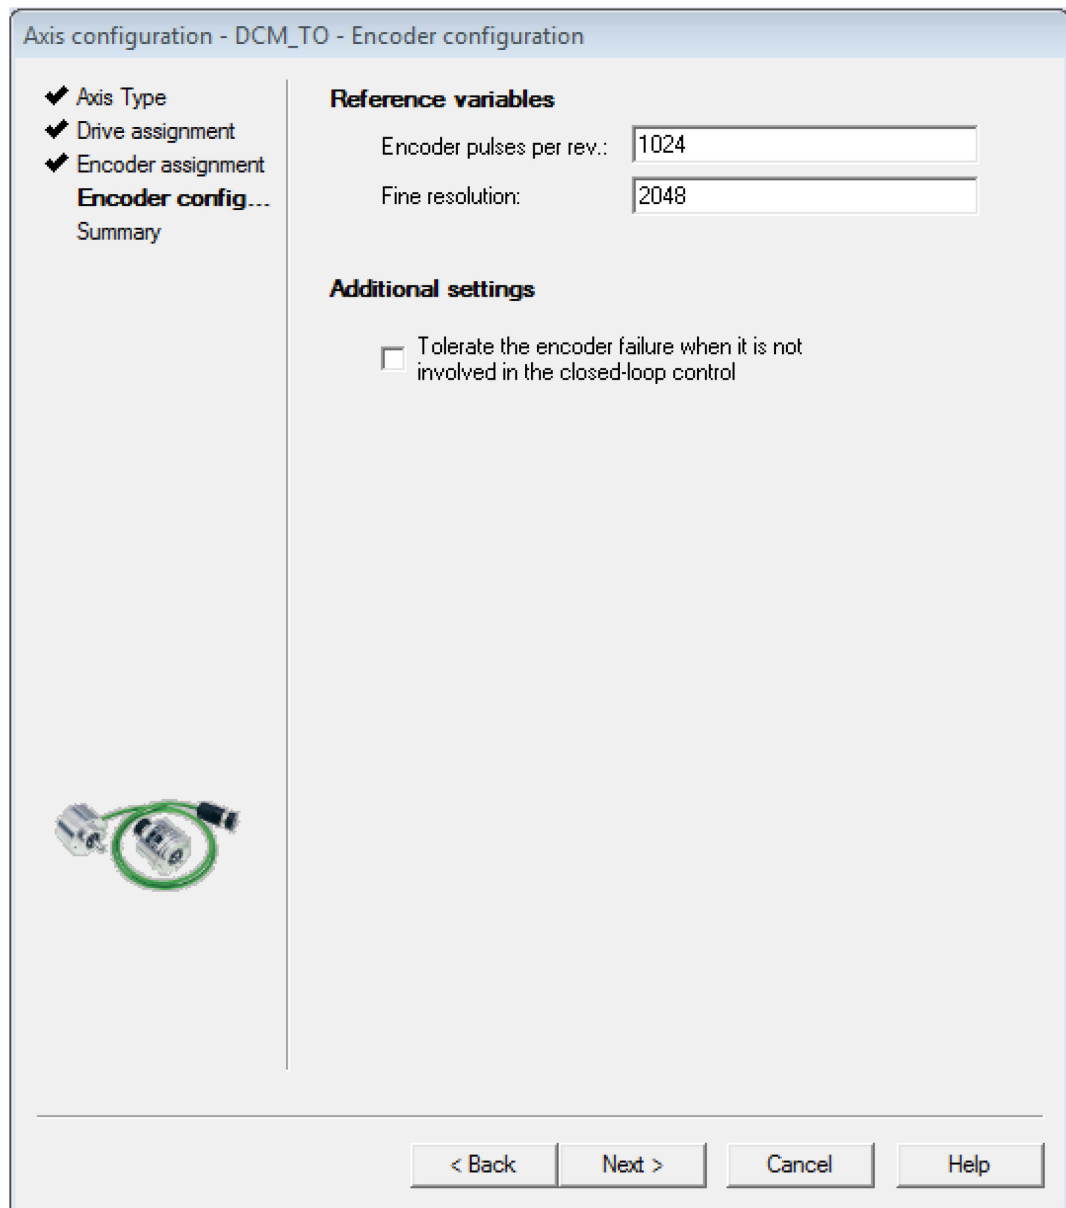 Axis configuration - DCM_TO - Encoder configuration
Axis Type
Drive assignment
Encoder assignment
Encoder config...
Summary
Reference variables
Encoder pulses per rev.: 1024
Fine resolution: 2048
Additional settings
Tolerate the encoder failure when it is not
involved in the closed-loop control
< Back Next > Cancel Help